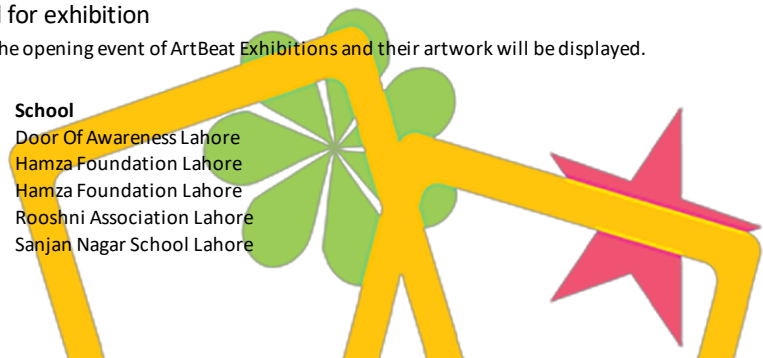 for exhibition
he opening event of ArtBeat Exhibitions and their artwork will be displayed.
School
Door Of Awareness Lahore
Hamza Foundation Lahore
Hamza Foundation Lahore
Rooshni Association Lahore
Sanjan Nagar School Lahore